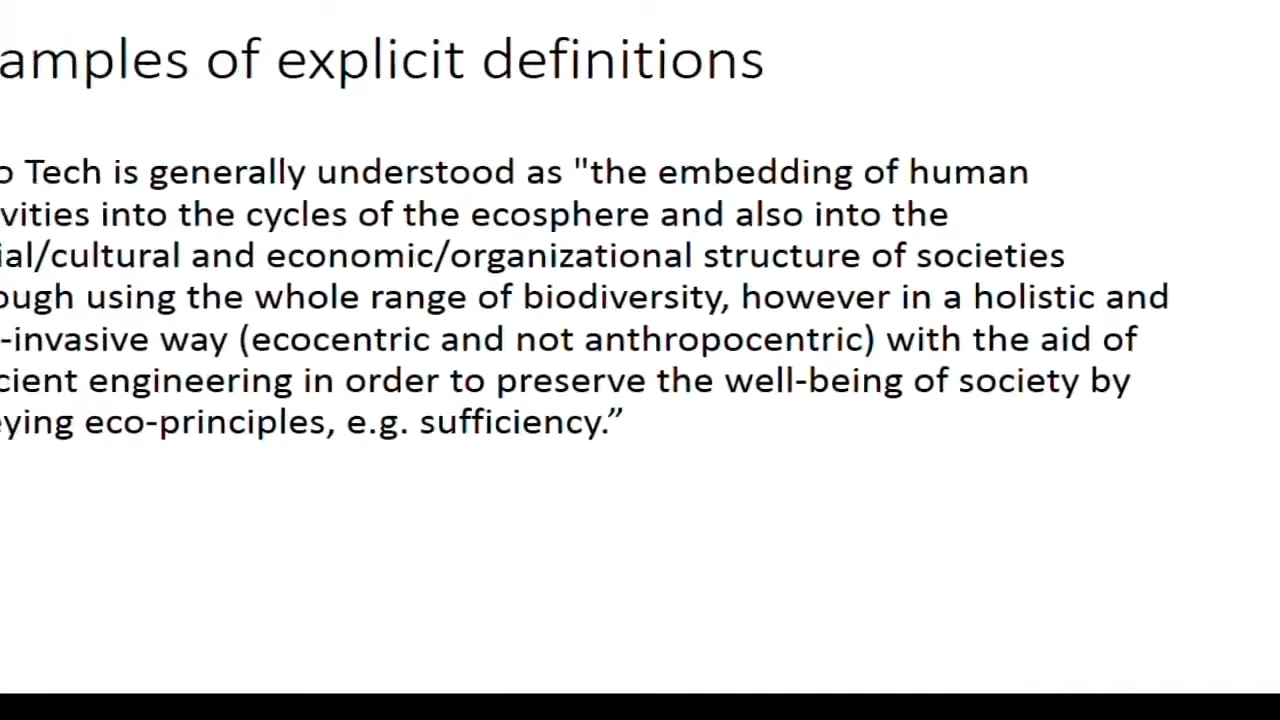 amples of explicit definitions
o Tech is generally understood as "the embedding of human
vities into the cycles of the ecosphere and also into the
ial/cultural and economic/organizational structure of societies
ough using the whole range of biodiversity, however in a holistic and
-invasive way (ecocentric and not anthropocentric) with the aid of
cient engineering in order to preserve the well-being of society by
eying eco-principles, e.g. sufficiency.”